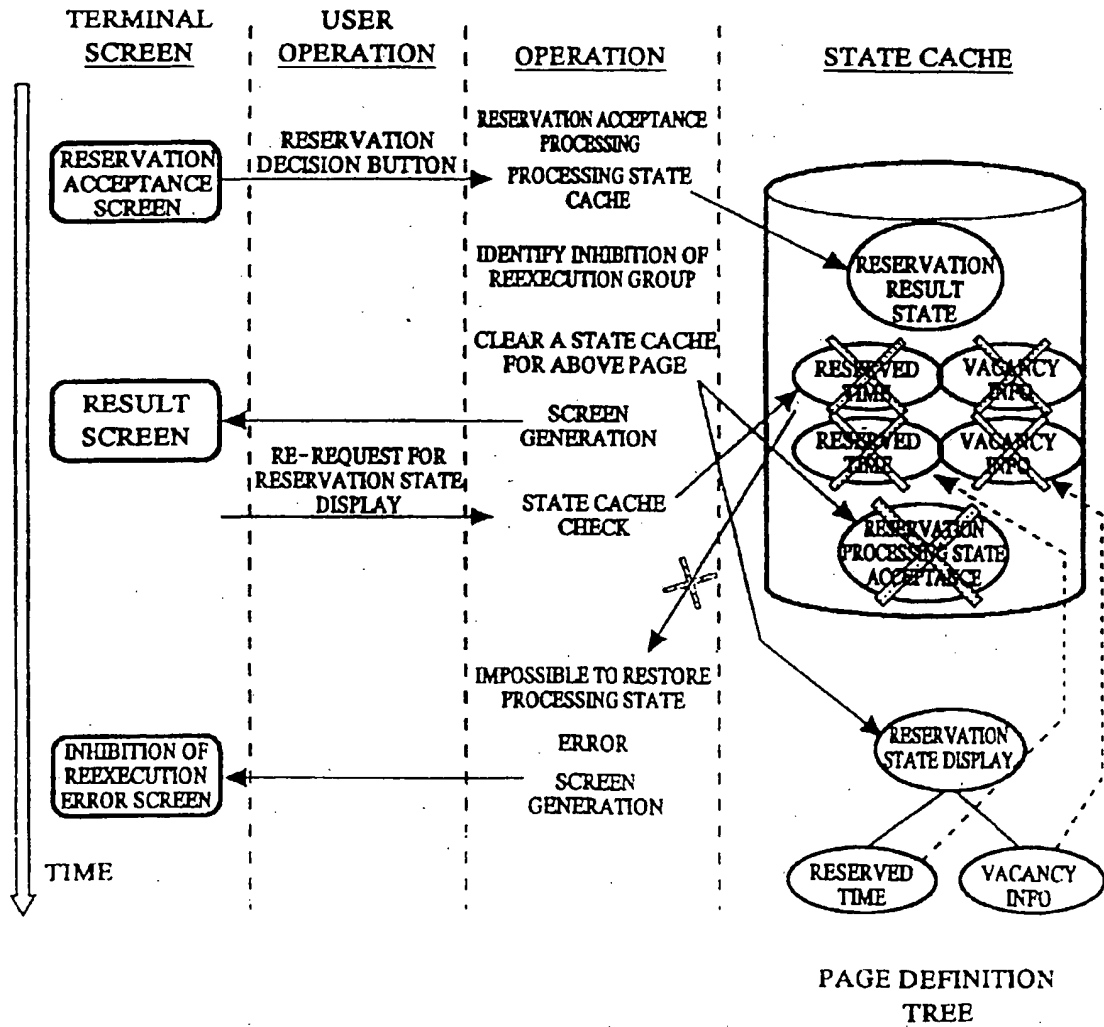 TERMINAL
SCREEN
USER
OPERATION
OPERATION
STATE CACHE
RESERVATION
ACCEPTANCE
SCREEN
RESERVATION
DECISION BUTTON
RESERVATION ACCEPTANCE
PROCESSING
PROCESSING STATE
CACHE
RESERVATION
RESULT
STATE
IDENTIFY INHIBITION OF
REEXECUTION GROUP
CLEAR A STATE CACHE
FOR ABOVE PAGE
RESERVED
TIME
VACANCY
INFO
RESULT
SCREEN
SCREEN
GENERATION
RESERVED
TIME
VACANCY
INFO
RE-REQUEST FOR
RESERVATION STATE
DISPLAY
STATE CACHE
CHECK
RESERVATION
PROCESSING STATE
ACCEPTANCE
IMPOSSIBLE TO RESTORE
PROCESSING STATE
INHIBITION OF
REEXECUTION
ERROR SCREEN
ERROR
SCREEN
GENERATION
RESERVATION
STATE DISPLAY
TIME
RESERVED
TIME
VACANCY
INFO
PAGE DEFINITION
TREE